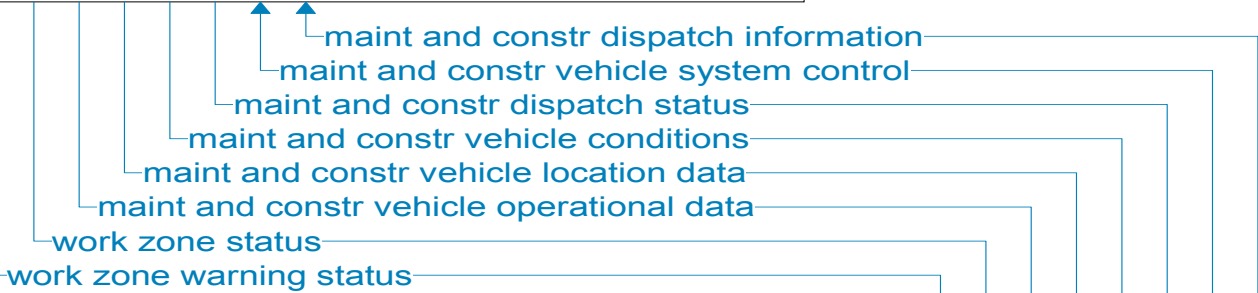 maint and constr dispatch information
maint and constr vehicle system control
maint and constr dispatch status
maint and constr vehicle conditions
maint and constr vehicle location data
maint and constr vehicle operational data
work zone status
work zone warning status